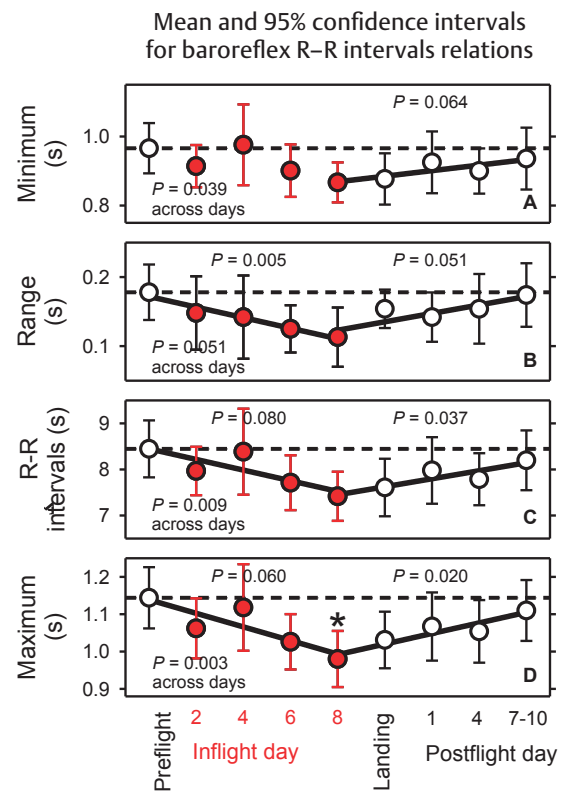 Mean and 95% confidence intervals
for baroreflex R–R intervals relations
Minimum
(s)
1.0
0.8
P = 0.064
P = 0.039
across days
A
Range
(s)
0.2
0.1
P = 0.005
P = 0.051
P = 0.051
across days
B
R-R
intervals (s)
9
8
7
P = 0.080
P = 0.037
P = 0.009
across days
C
Maximum
(s)
1.2
1.1
1.0
0.9
P = 0.060
P = 0.020
*
P = 0.003
across days
D
Preflight
2
4
6
8
Landing
1
4
7-10
Inflight day
Postflight day